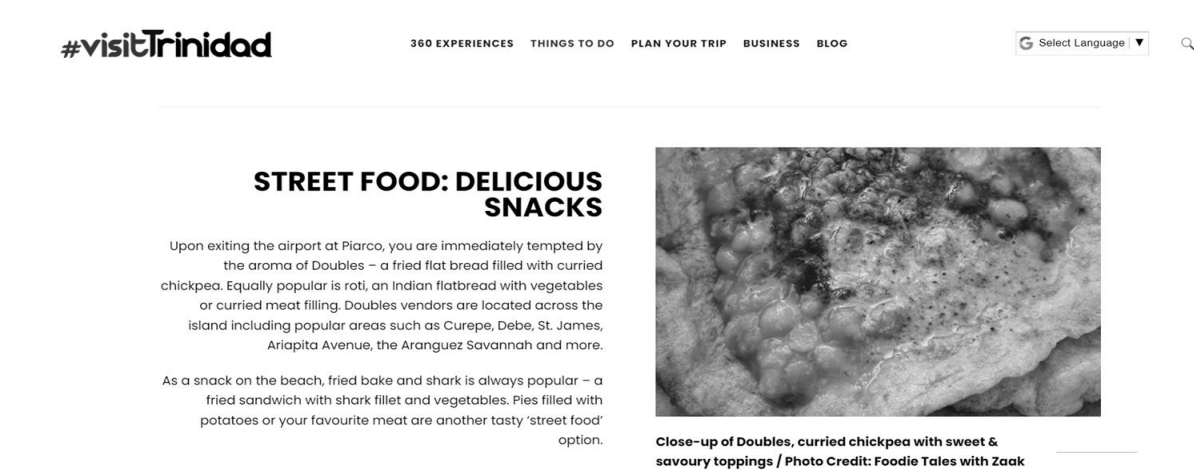 #visitTrinidad
360 EXPERIENCES THINGS TO DO PLAN YOUR TRIP BUSINESS BLOG
G Select Language ▼
STREET FOOD: DELICIOUS
SNACKS
Upon exiting the airport at Piarco, you are immediately tempted by
the aroma of Doubles – a fried flat bread filled with curried
chickpea. Equally popular is roti, an Indian flatbread with vegetables
or curried meat filling. Doubles vendors are located across the
island including popular areas such as Curepe, Debe, St. James,
Ariapita Avenue, the Aranguez Savannah and more.
As a snack on the beach, fried bake and shark is always popular – a
fried sandwich with shark fillet and vegetables. Pies filled with
potatoes or your favourite meat are another tasty ‘street food’
option.
Close-up of Doubles, curried chickpea with sweet &
savoury toppings / Photo Credit: Foodie Tales with Zaak